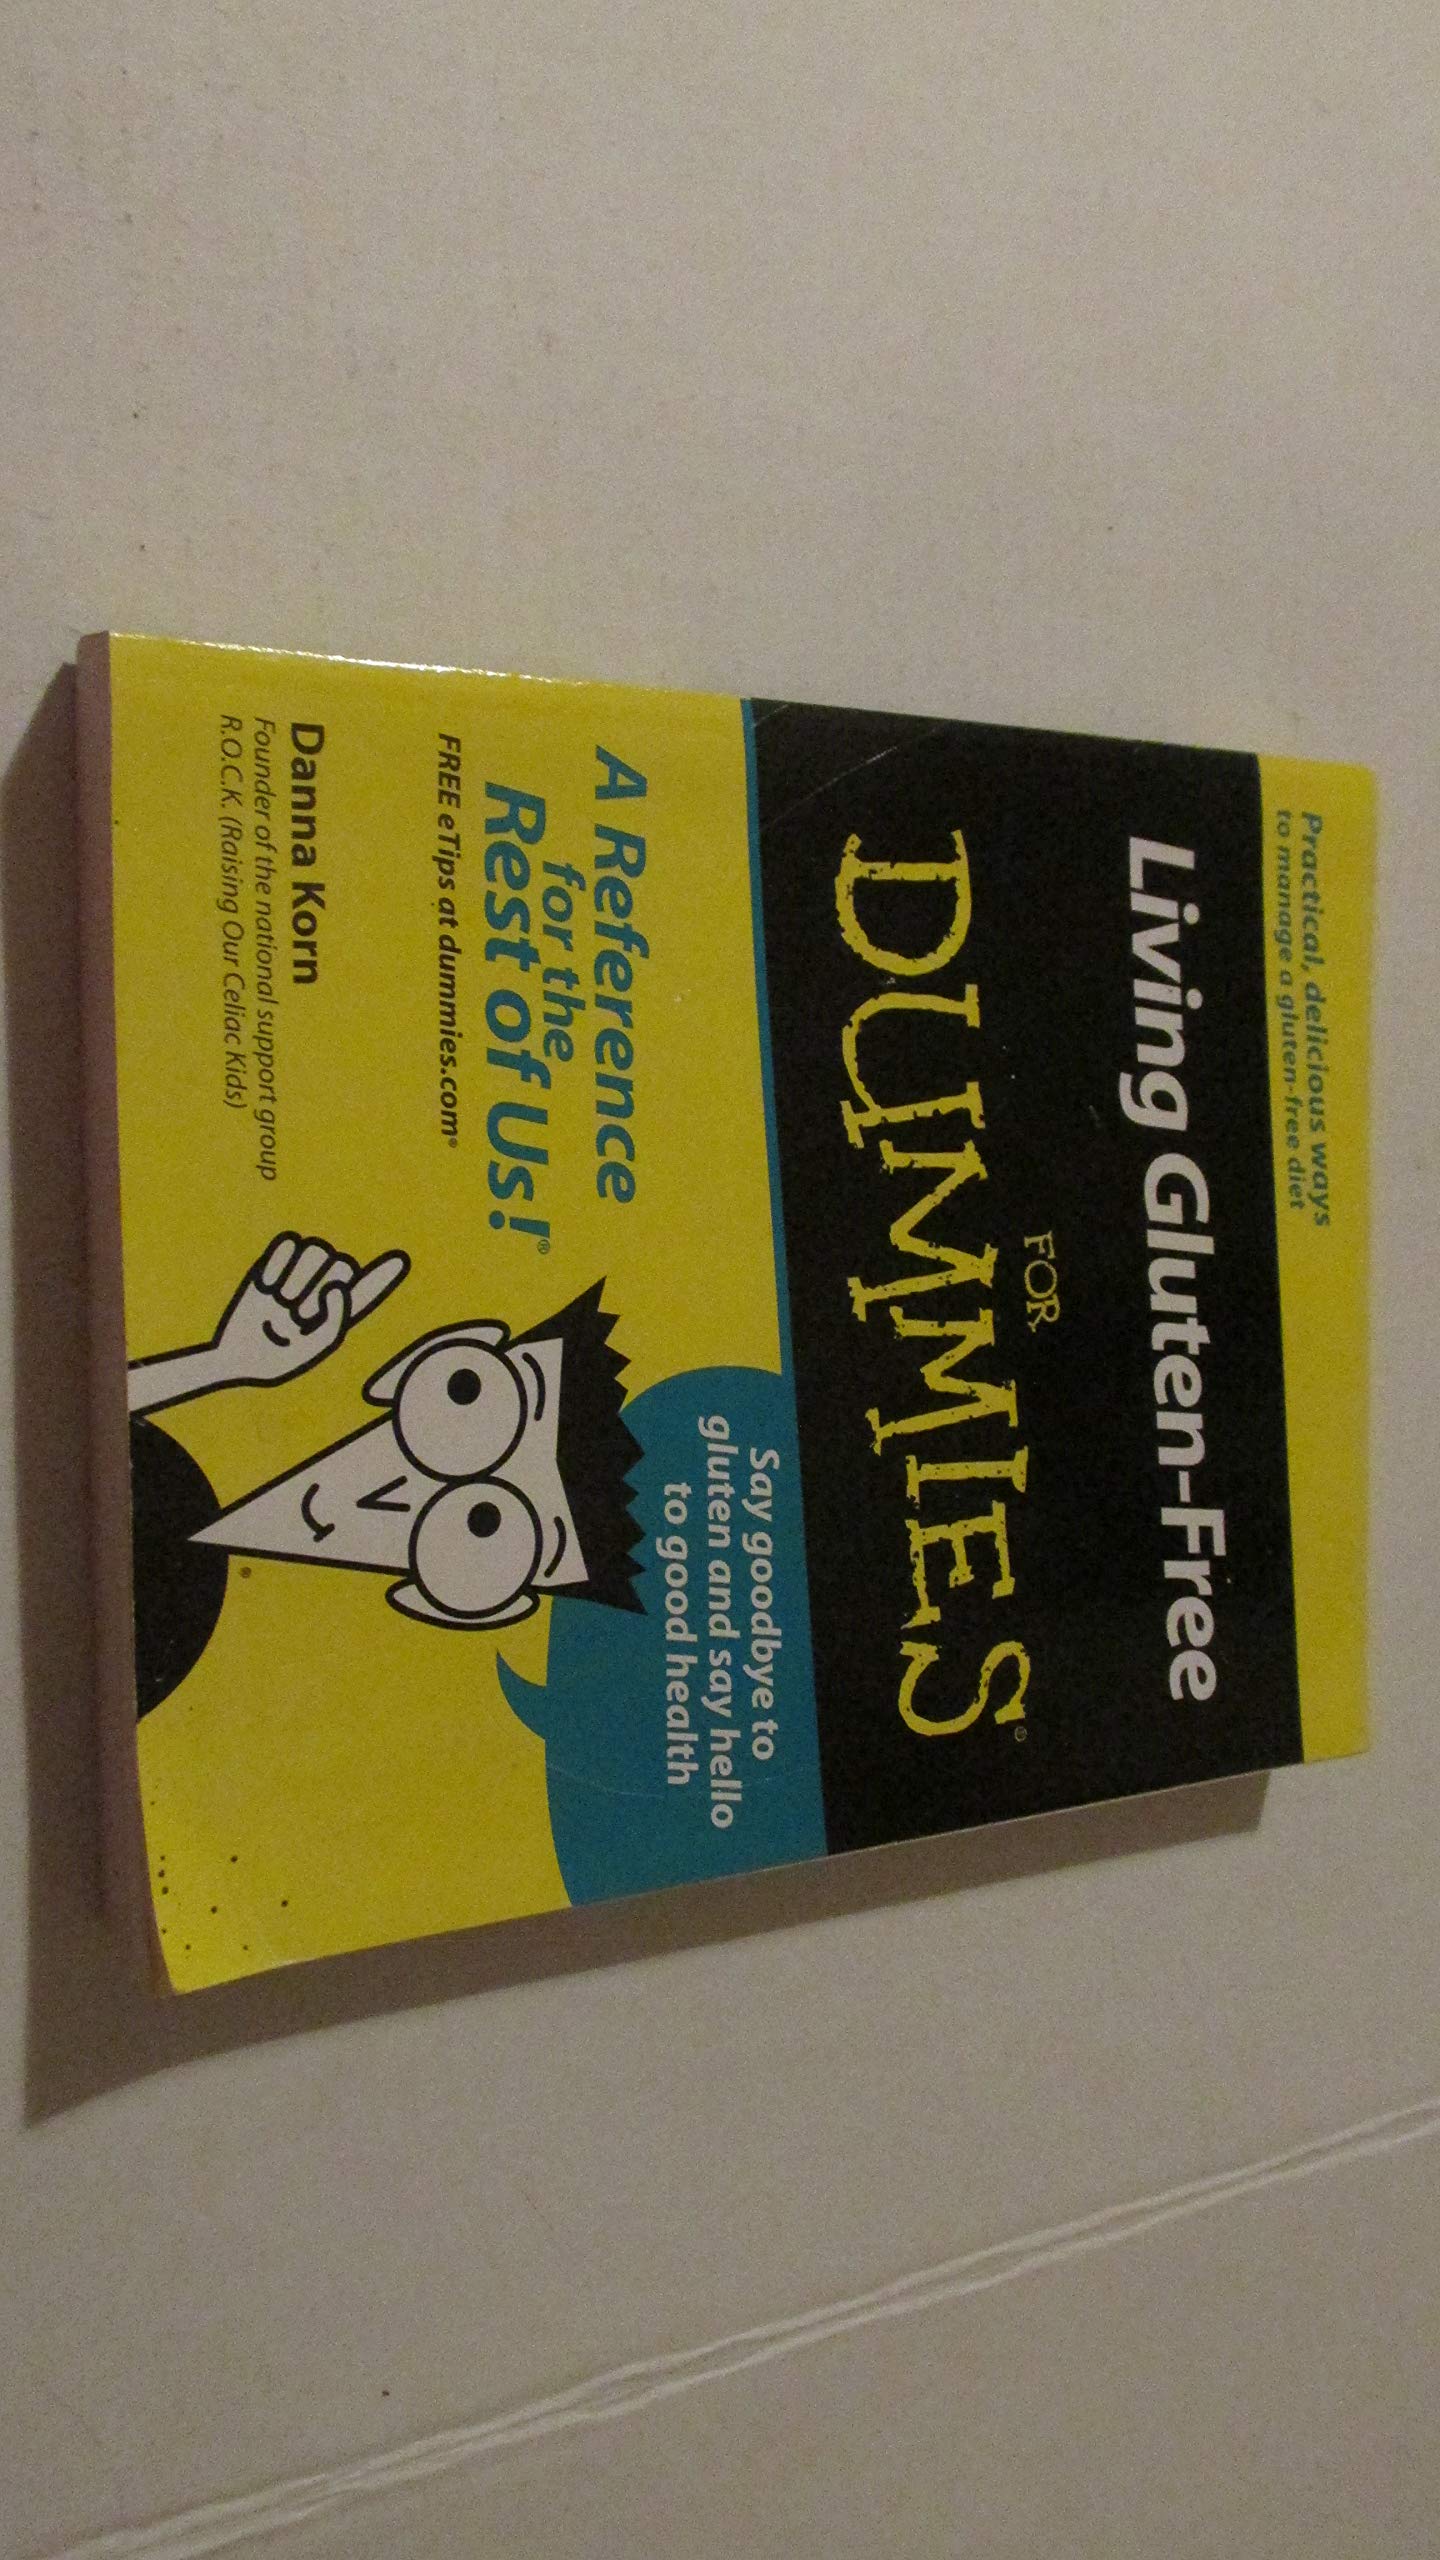 Practical, delicious ways
to manage a gluten-free diet
Living Gluten-Free
FOR
DUMMIES®
Say goodbye to
gluten and say hello
to good health
A Reference
for the
Rest of Us!®
FREE eTips at dummies.com®
Danna Korn
Founder of the national support group
R.O.C.K. (Raising Our Celiac Kids)